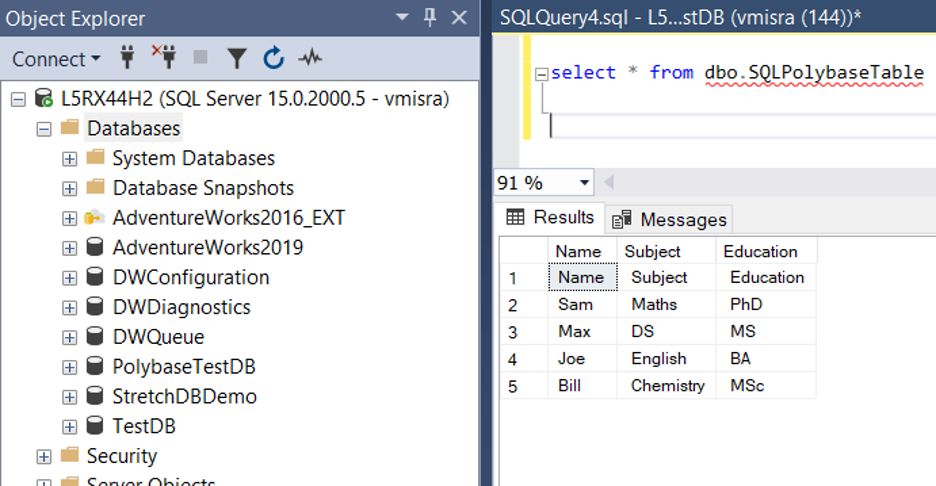 Object Explorer
Connect
L5RX44H2 (SQL Server 15.0.2000.5 - vmisra)
Databases
System Databases
Database Snapshots
AdventureWorks2016_EXT
AdventureWorks2019
DWConfiguration
DWDiagnostics
DWQueue
PolybaseTestDB
StretchDBDemo
TestDB
Security
Server Objects
SQLQuery4.sql - L5...stDB (vmisra (144))*
select * from dbo.SQLPolybaseTable
91 %
Results Messages
Name Subject Education
1 Name Subject Education
2 Sam Maths PhD
3 Max DS MS
4 Joe English BA
5 Bill Chemistry MSc